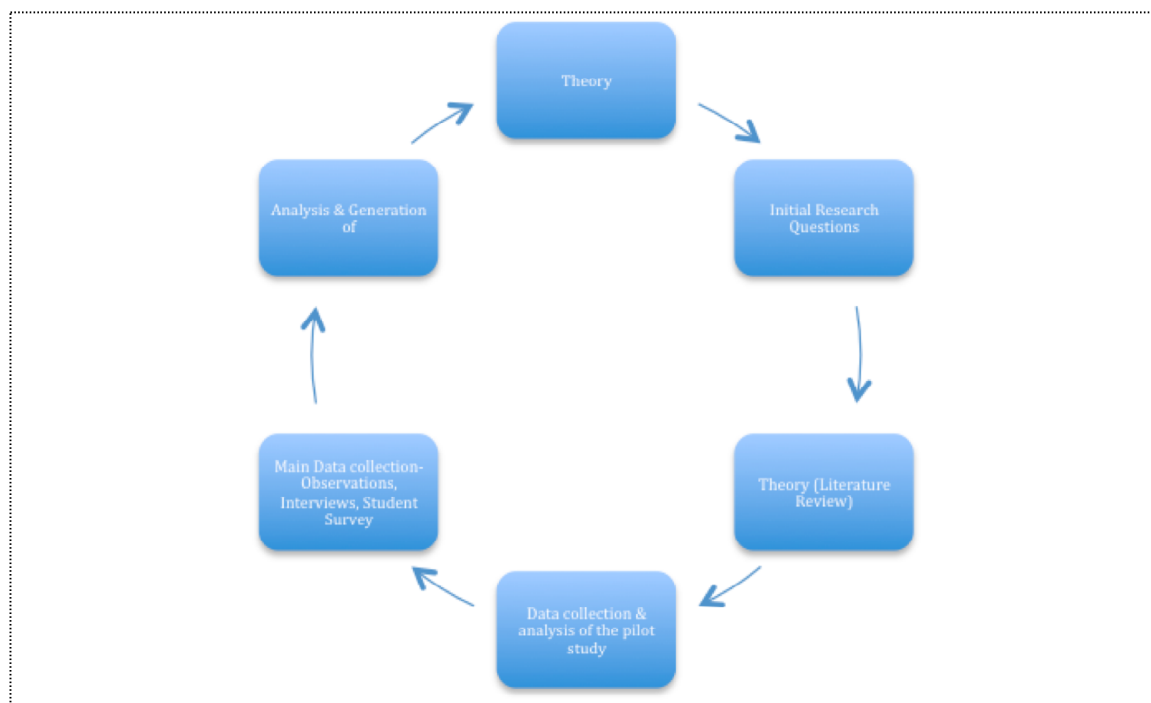 Theory
Initial Research
Questions
Theory (Literature
Review)
Data collection &
analysis of the pilot
study
Main Data collection-
Observations,
Interviews, Student
Survey
Analysis & Generation
of